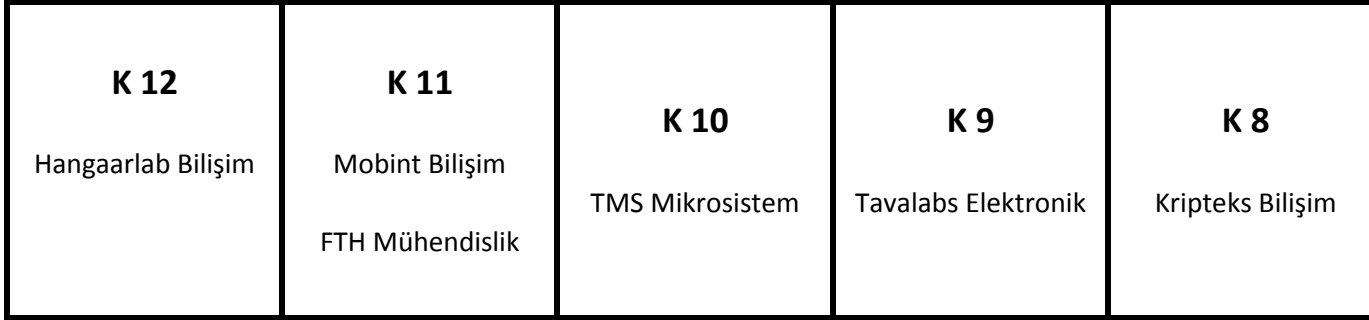 K 12
Hangaarlab Bilişim
K 11
Mobint Bilişim
FTH Mühendislik
K 10
TMS Mikrosistem
K 9
Tavalabs Elektronik
K 8
Kripteks Bilişim